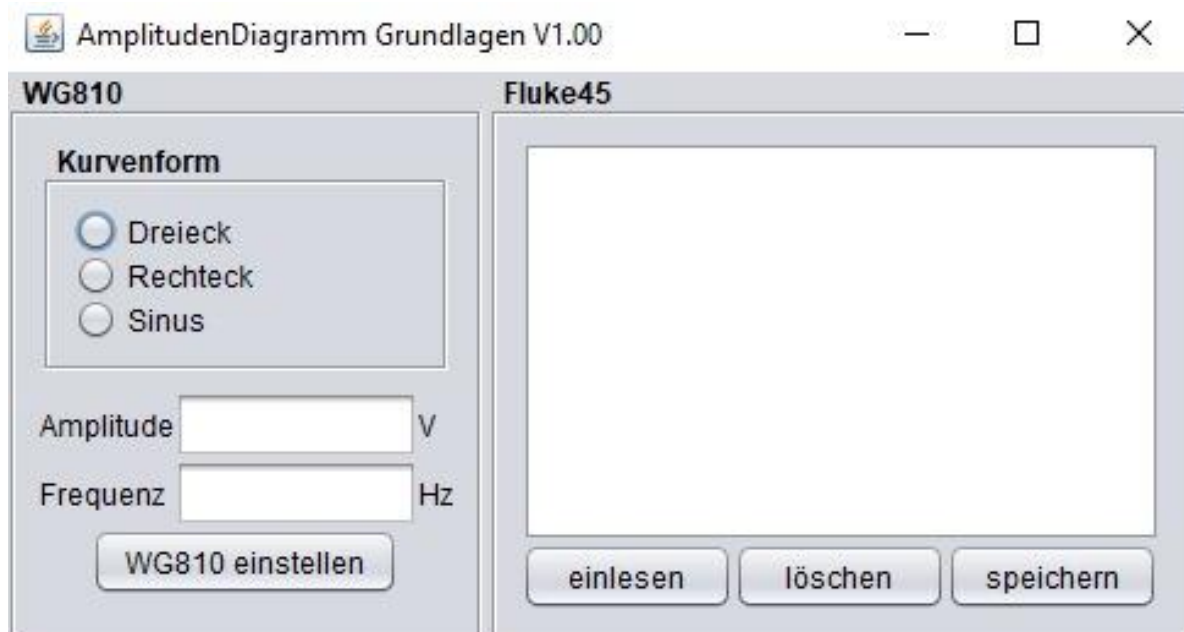 AmplitudenDiagramm Grundlagen V1.00
WG810
Kurvenform
Dreieck
Rechteck
Sinus
Amplitude V
Frequenz Hz
WG810 einstellen
Fluke45
einlesen löschen speichern